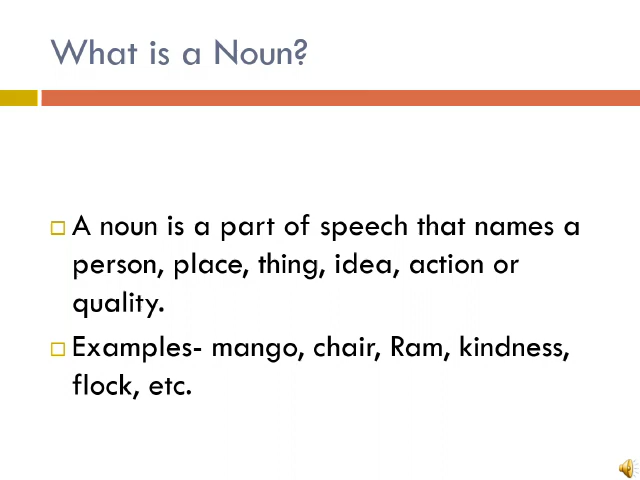 What is a Noun?
A noun is a part of speech that names a
person, place, thing, idea, action or
quality.
Examples- mango, chair, Ram, kindness,
flock, etc.